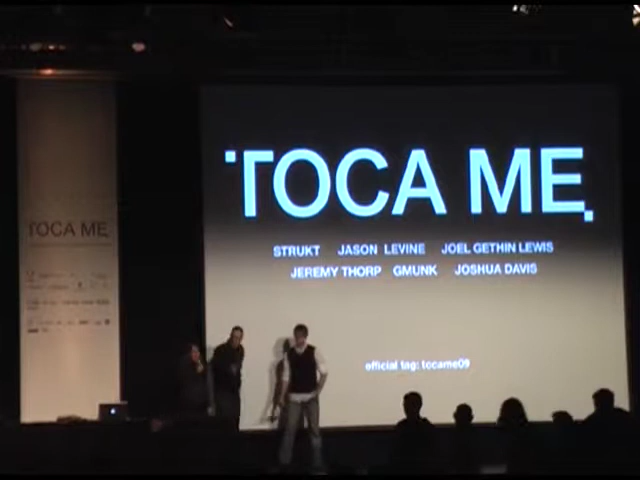 TOCA ME
STRUKT JASON LEVINE JOEL GETHIN LEWIS
JEREMY THORP GMUNK JOSHUA DAVIS
official tag: tocame09
TOCA ME